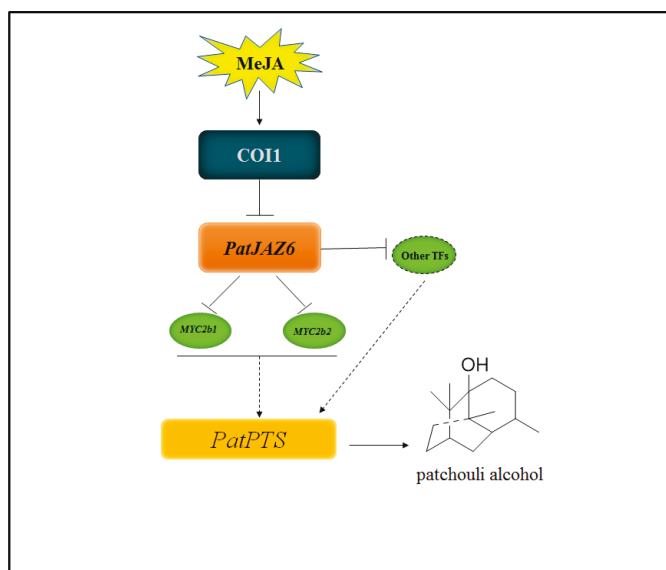 MeJA
COI1
PatJAZ6
Other TFs
MYC2b1
MYC2b2
OH
PatPTS
patchouli alcohol